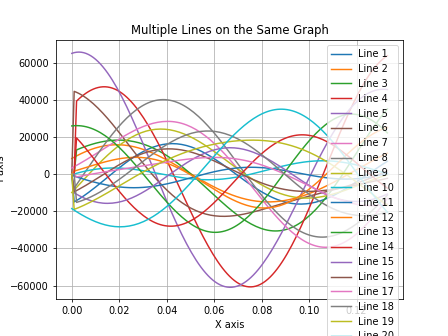 Multiple Lines on the Same Graph
60000
40000
20000
0
−20000
−40000
−60000
0.00
0.02
0.04
0.06
0.08
0.10
X axis
Line 1
Line 2
Line 3
Line 4
Line 5
Line 6
Line 7
Line 8
Line 9
Line 10
Line 11
Line 12
Line 13
Line 14
Line 15
Line 16
Line 17
Line 18
Line 19
Line 20